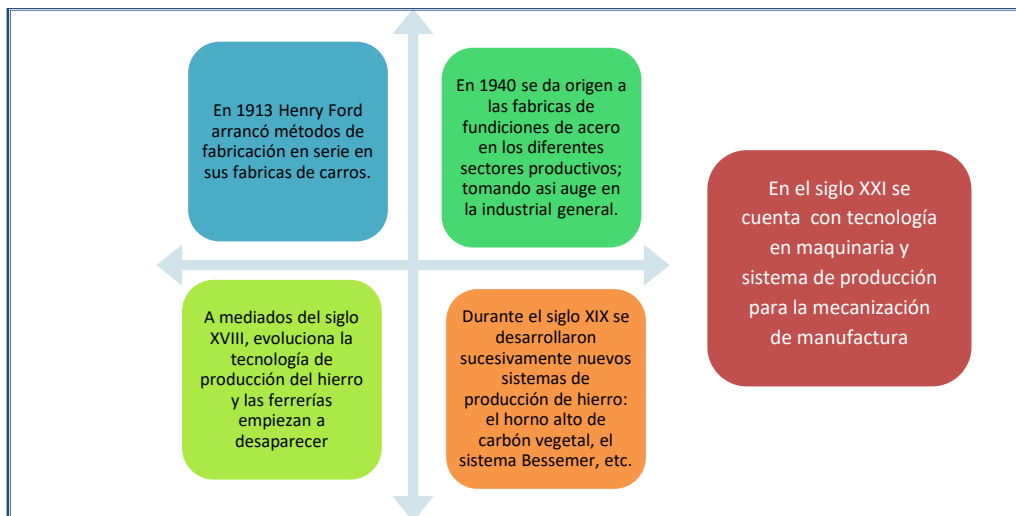 En 1913 Henry Ford
arrancó métodos de
fabricación en serie en
sus fabricas de carros.
En 1940 se da origen a
las fabricas de
fundiciones de acero
en los diferentes
sectores productivos;
tomando asi auge en
la industrial general.
En el siglo XXI se
cuenta con tecnología
en maquinaria y
sistema de producción
para la mecanización
de manufactura
A mediados del siglo
XVIII, evoluciona la
tecnología de
producción del hierro
y las ferrerías
empiezan a
desaparecer
Durante el siglo XIX se
desarrollaron
sucesivamente nuevos
sistemas de
producción de hierro:
el horno alto de
carbón vegetal, el
sistema Bessemer, etc.